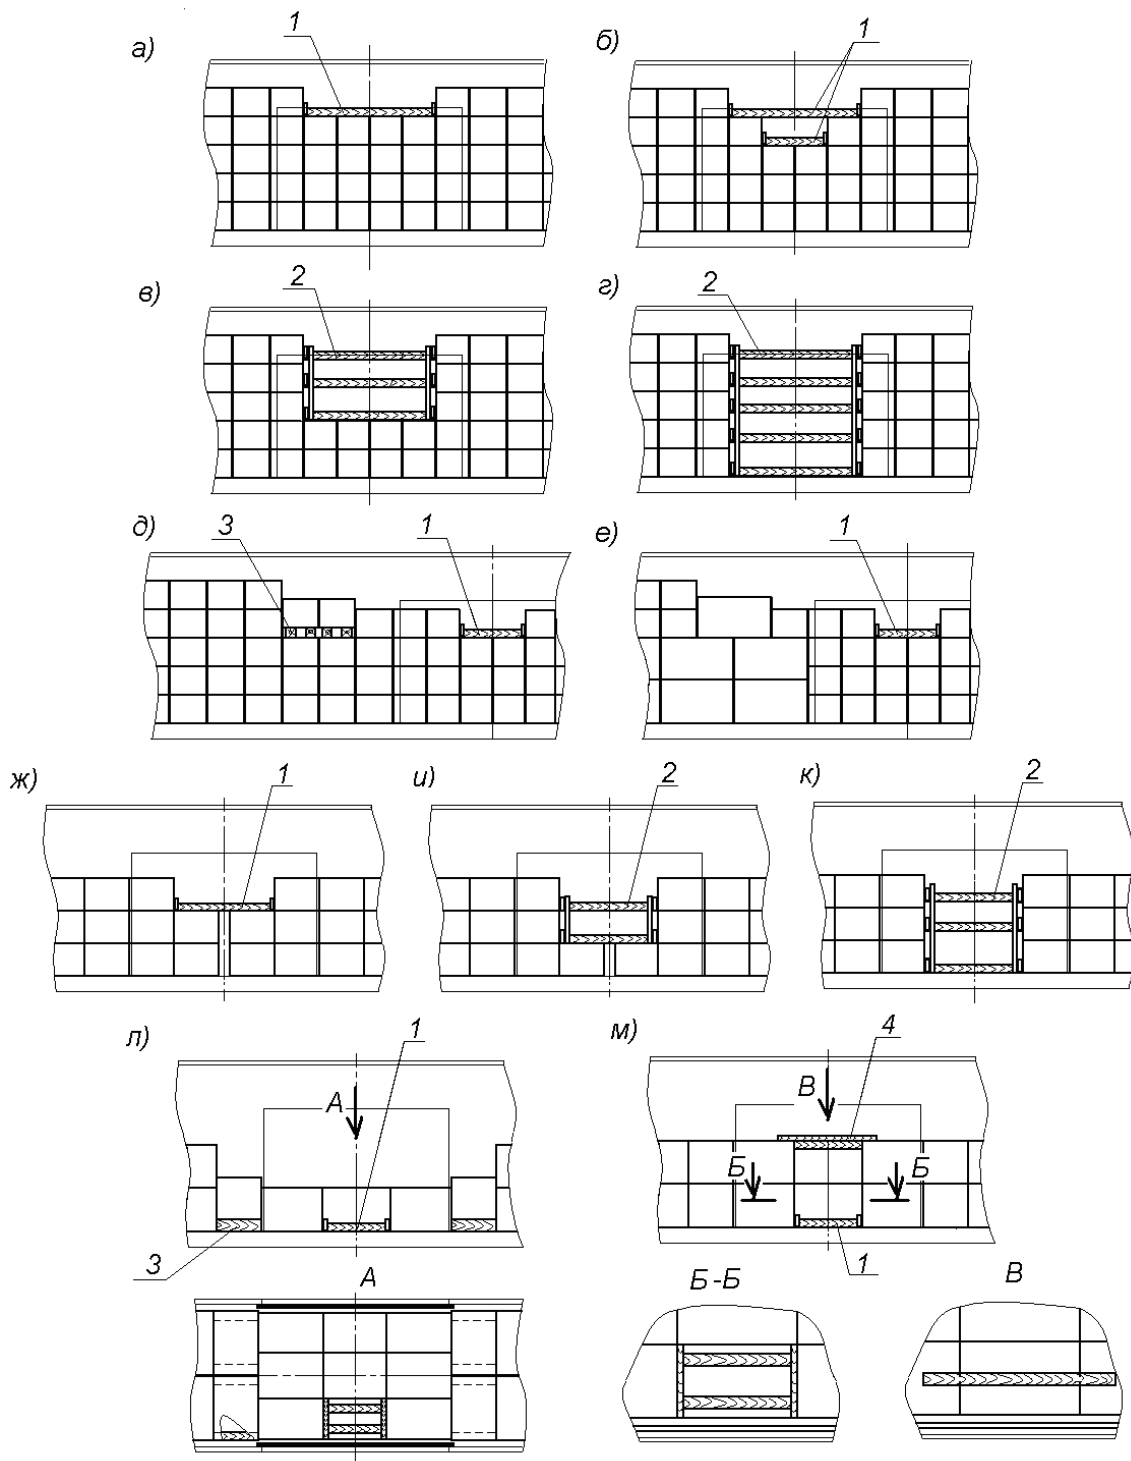 а) 1 б) 1
в) 2 г) 2
д) 3 1 е) 1
ж) 1 и) 2 к) 2
л) 1 м) 4
А В
Б Б
3 1
А Б-Б В